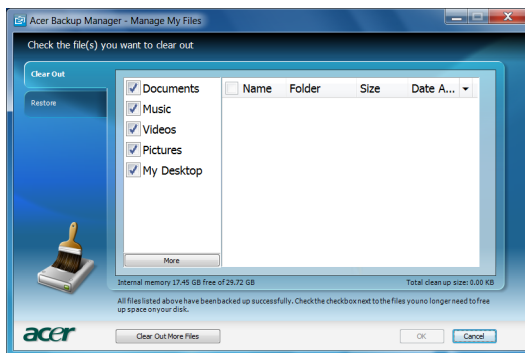 Acer Backup Manager - Manage My Files
Check the file(s) you want to clear out
Clear Out
Restore
Documents
Music
Videos
Pictures
My Desktop
More
Name Folder Size Date A...
Internal memory 17.45 GB free of 29.72 GB
Total clean up size: 0.00 KB
All files listed above have been backed up successfully. Check the checkbox next to the files you no longer need to free
up space on your disk.
acer
Clear Out More Files
OK
Cancel